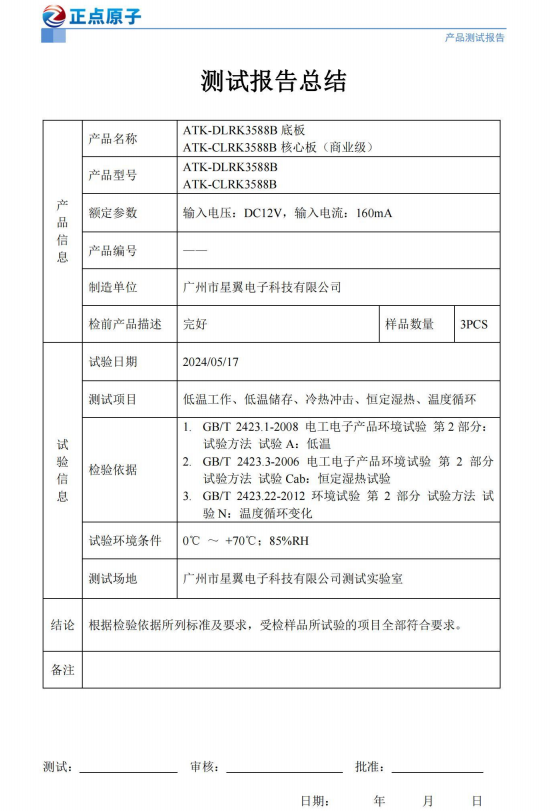 正点原子
产品测试报告
测试报告总结
产品信息
产品名称
ATK-DLRK3588B 底板
ATK-CLRK3588B 核心板（商业级）
产品型号
ATK-DLRK3588B
ATK-CLRK3588B
额定参数
输入电压：DC12V，输入电流：160mA
产品编号
——
制造单位
广州市星翼电子科技有限公司
检前产品描述
完好
样品数量
3PCS
试验信息
试验日期
2024/05/17
测试项目
低温工作、低温储存、冷热冲击、恒定湿热、温度循环
检验依据
1. GB/T 2423.1-2008 电工电子产品环境试验 第 2 部分：
试验方法 试验 A：低温
2. GB/T 2423.3-2006 电工电子产品环境试验 第 2 部分
试验方法 试验 Cab：恒定湿热试验
3. GB/T 2423.22-2012 环境试验 第 2 部分 试验方法 试
验 N：温度循环变化
试验环境条件
0℃ ～ +70℃；85%RH
测试场地
广州市星翼电子科技有限公司测试实验室
结论
根据检验依据所列标准及要求，受检样品所试验的项目全部符合要求。
备注
测试： 审核： 批准：
日期： 年 月 日